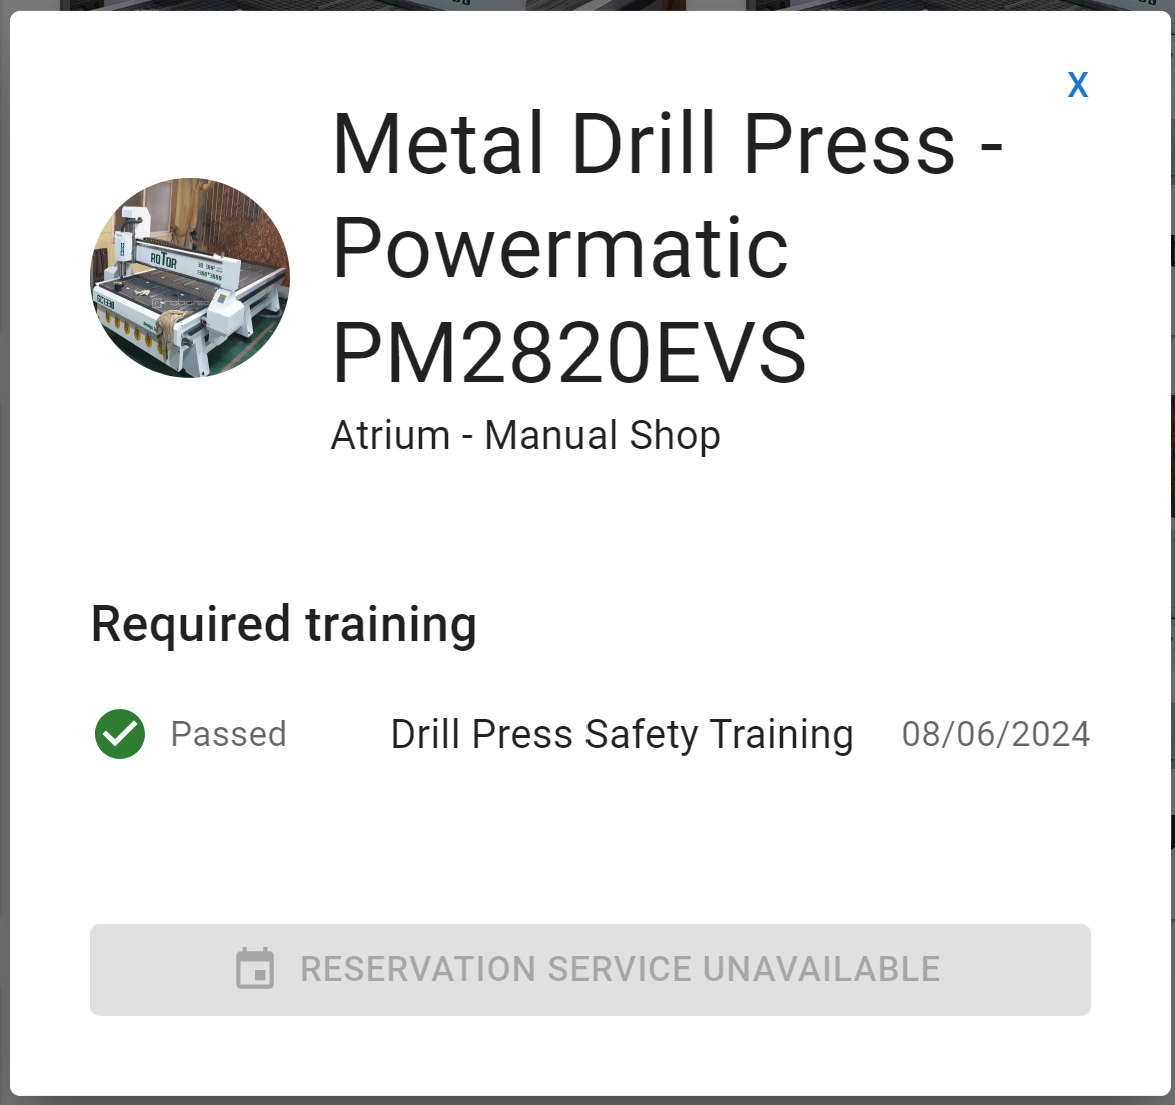 X
Metal Drill Press -
Powermatic
PM2820EVS
Atrium - Manual Shop
ROTOR
Required training
Passed Drill Press Safety Training 08/06/2024
RESERVATION SERVICE UNAVAILABLE